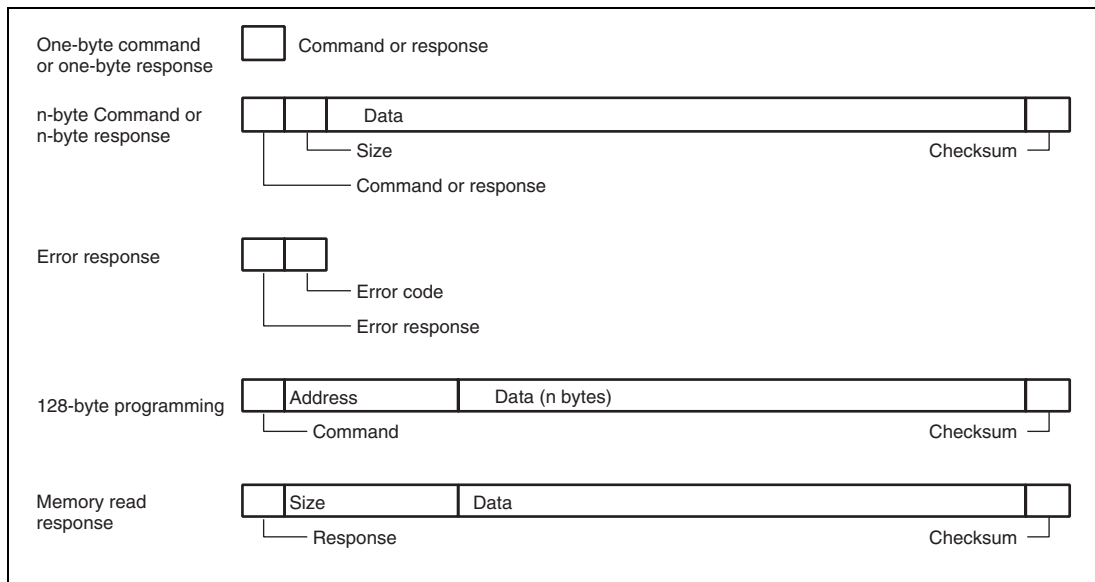 One-byte command
or one-byte response
Command or response
n-byte Command or
n-byte response
Data
Size
Checksum
Command or response
Error response
Error code
Error response
128-byte programming
Address
Data (n bytes)
Command
Checksum
Memory read
response
Size
Data
Response
Checksum